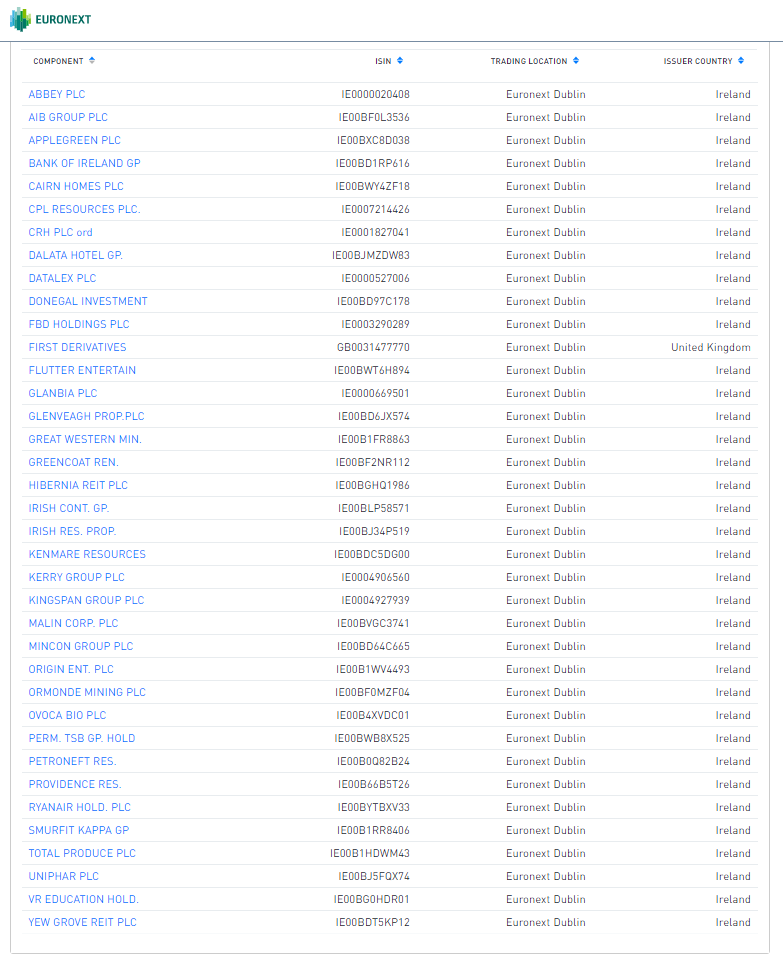 EURONEXT
COMPONENT ISIN TRADING LOCATION ISSUER COUNTRY
ABBEY PLC IE0000020408 Euronext Dublin Ireland
AIB GROUP PLC IE00BF0L3536 Euronext Dublin Ireland
APPLEGREEN PLC IE00BXC8D038 Euronext Dublin Ireland
BANK OF IRELAND GP IE00BD1RP616 Euronext Dublin Ireland
CAIRN HOMES PLC IE00BWY4ZF18 Euronext Dublin Ireland
CPL RESOURCES PLC. IE0007214426 Euronext Dublin Ireland
CRH PLC ord IE0001827041 Euronext Dublin Ireland
DALATA HOTEL GP. IE00BJMZDW83 Euronext Dublin Ireland
DATALEX PLC IE0000527006 Euronext Dublin Ireland
DONEGAL INVESTMENT IE00BD97C178 Euronext Dublin Ireland
FBD HOLDINGS PLC IE0003290289 Euronext Dublin Ireland
FIRST DERIVATIVES GB0031477770 Euronext Dublin United Kingdom
FLUTTER ENTERTAIN IE00BWT6H894 Euronext Dublin Ireland
GLANBIA PLC IE0000669501 Euronext Dublin Ireland
GLENVEAGH PROP.PLC IE00BD6JX574 Euronext Dublin Ireland
GREAT WESTERN MIN. IE00B1FR8863 Euronext Dublin Ireland
GREENCOAT REN. IE00BF2NR112 Euronext Dublin Ireland
HIBERNIA REIT PLC IE00BGHQ1986 Euronext Dublin Ireland
IRISH CONT. GP. IE00BLP58571 Euronext Dublin Ireland
IRISH RES. PROP. IE00BJ34P519 Euronext Dublin Ireland
KENMARE RESOURCES IE00BDC5DG00 Euronext Dublin Ireland
KERRY GROUP PLC IE0004906560 Euronext Dublin Ireland
KINGSPAN GROUP PLC IE0004927939 Euronext Dublin Ireland
MALIN CORP. PLC IE00BVGC3741 Euronext Dublin Ireland
MINCON GROUP PLC IE00BD64C665 Euronext Dublin Ireland
ORIGIN ENT. PLC IE00B1WV4493 Euronext Dublin Ireland
ORMONDE MINING PLC IE00BF0MZF04 Euronext Dublin Ireland
OVOCA BIO PLC IE00B4XVDC01 Euronext Dublin Ireland
PERM. TSB GP. HOLD IE00BWB8X525 Euronext Dublin Ireland
PETRONEFT RES. IE00B0Q82B24 Euronext Dublin Ireland
PROVIDENCE RES. IE00B66B5T26 Euronext Dublin Ireland
RYANAIR HOLD. PLC IE00BYTBXV33 Euronext Dublin Ireland
SMURFIT KAPPA GP IE00B1RR8406 Euronext Dublin Ireland
TOTAL PRODUCE PLC IE00B1HDWM43 Euronext Dublin Ireland
UNIPHAR PLC IE00BJ5FQX74 Euronext Dublin Ireland
VR EDUCATION HOLD. IE00BG0HDR01 Euronext Dublin Ireland
YEW GROVE REIT PLC IE00BDT5KP12 Euronext Dublin Ireland